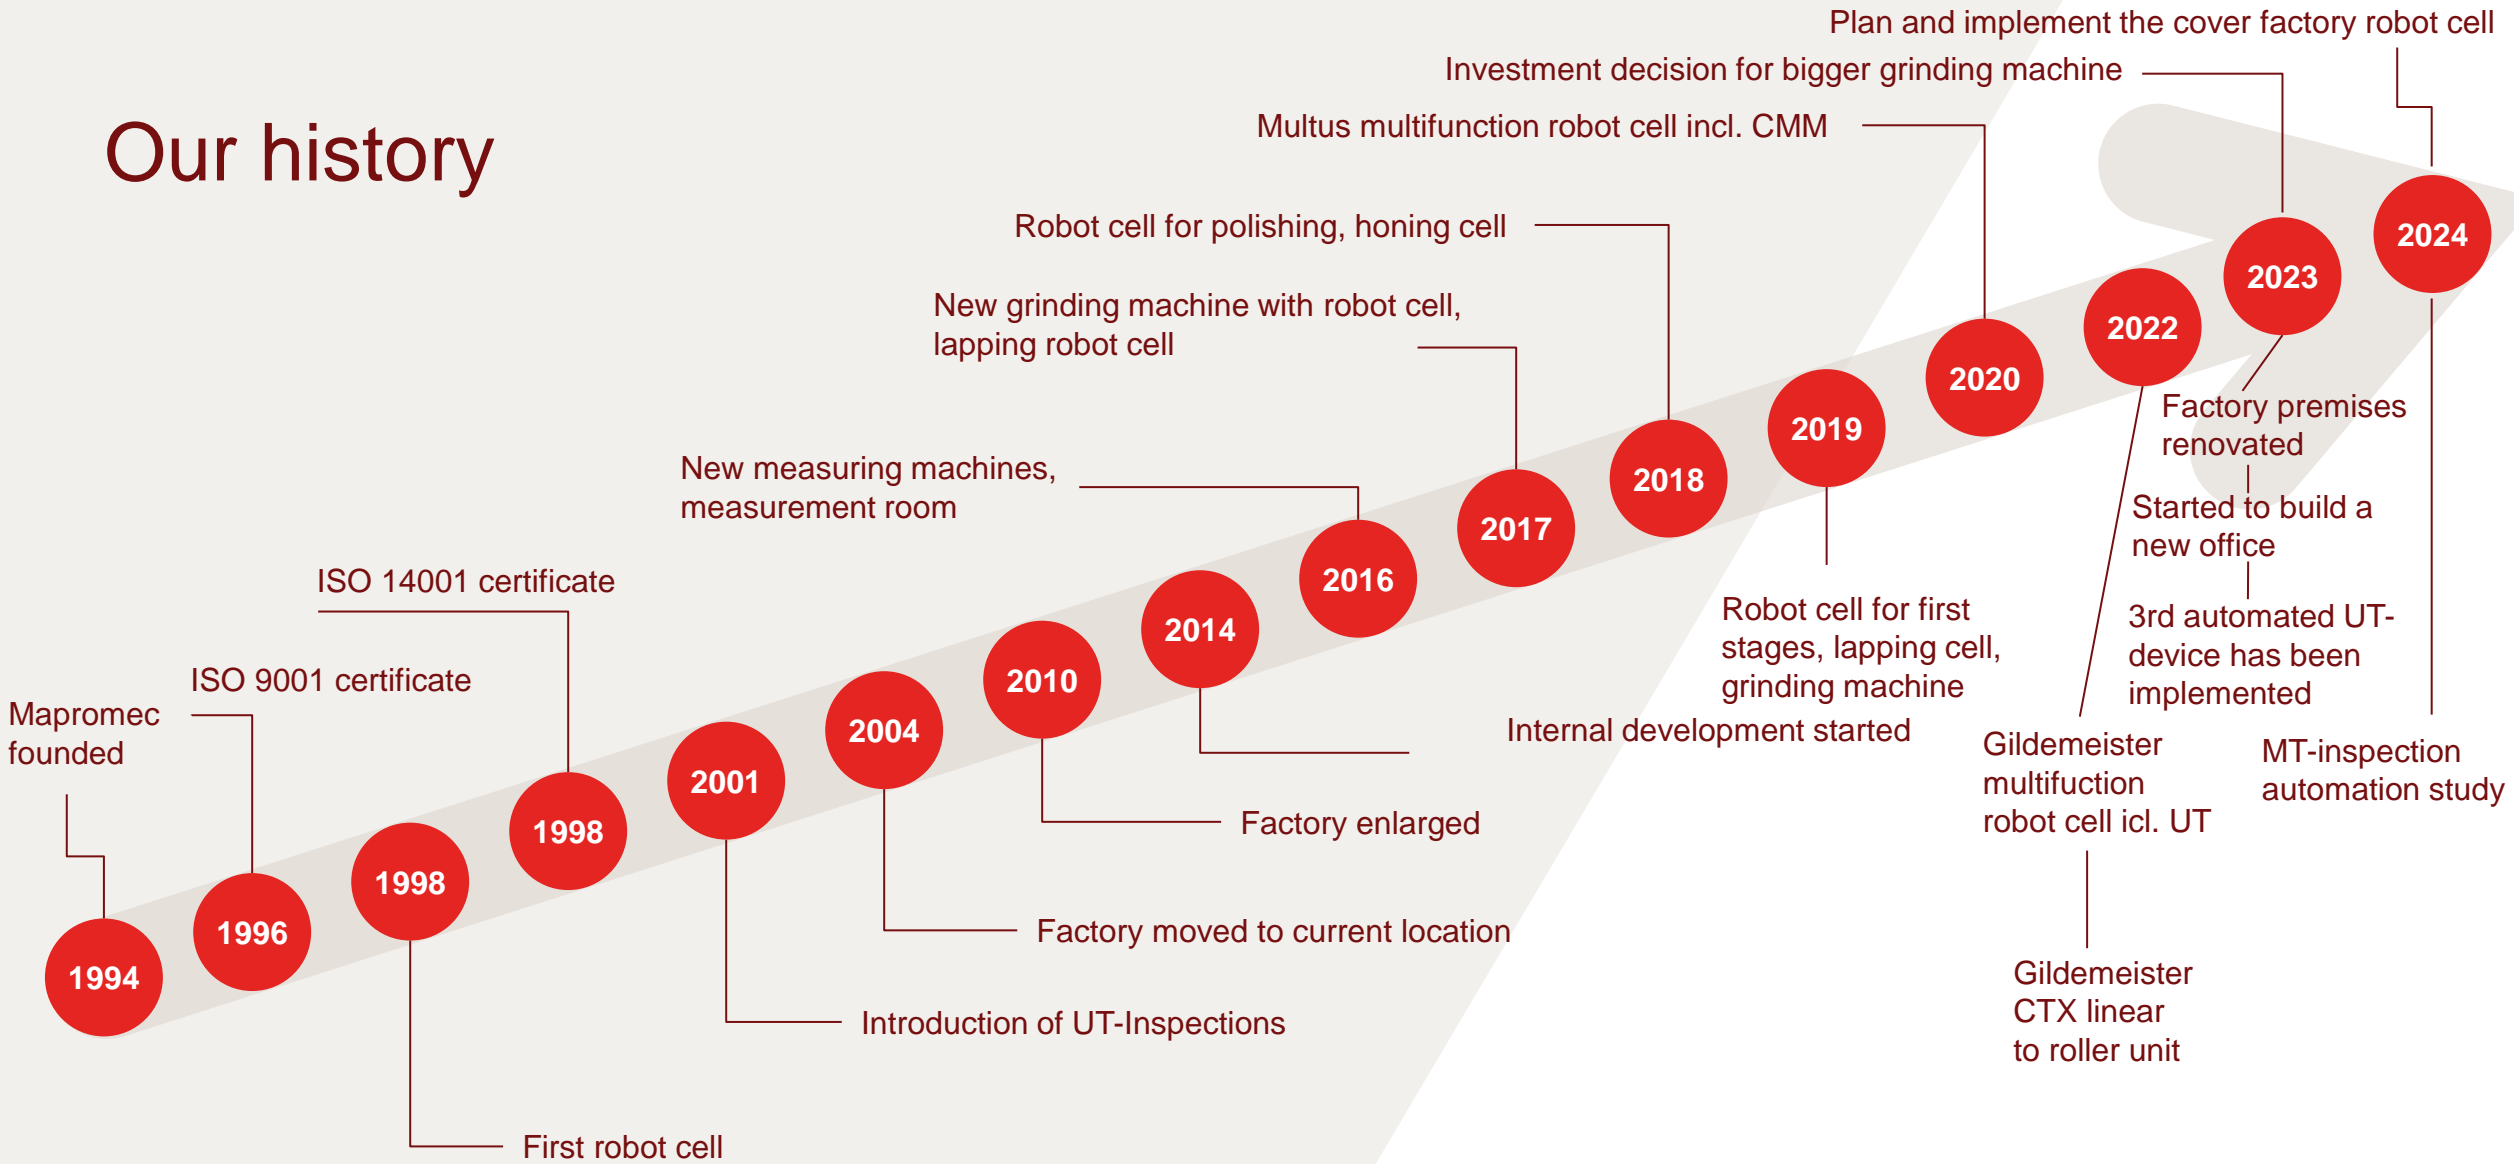 Our history
Plan and implement the cover factory robot cell
Investment decision for bigger grinding machine
Multus multifunction robot cell incl. CMM
Robot cell for polishing, honing cell
New grinding machine with robot cell,
lapping robot cell
New measuring machines,
measurement room
ISO 14001 certificate
ISO 9001 certificate
Mapromec
founded
1994
1996
1998
1998
2001
2004
2010
2014
2016
2017
2018
2019
2020
2022
2023
2024
First robot cell
Introduction of UT-Inspections
Factory moved to current location
Factory enlarged
Internal development started
Robot cell for first
stages, lapping cell,
grinding machine
Gildemeister
multifuction
robot cell icl. UT
Gildemeister
CTX linear
to roller unit
Factory premises
renovated
Started to build a
new office
3rd automated UT-
device has been
implemented
MT-inspection
automation study